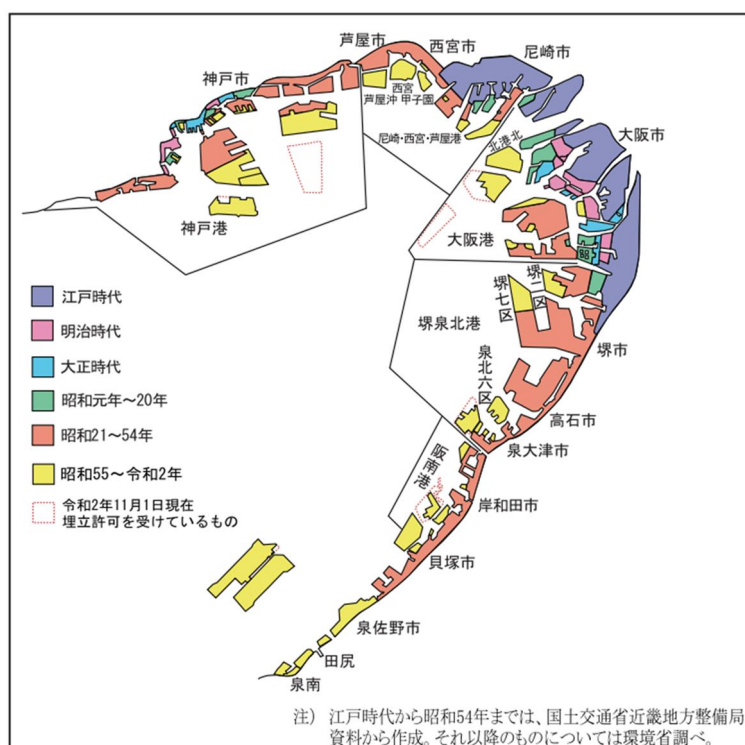 尼崎市
西宮市
芦屋市
神戸市
西宮
芦屋沖 甲子園
大阪市
尼崎・西宮・芦屋港
北港北
神戸港
大阪港
江戸時代
明治時代
大正時代
昭和元年～20年
昭和21～54年
昭和55～令和2年
令和2年11月1日現在
埋立許可を受けているもの
堺二区
堺七区
堺泉北港
堺市
泉北六区
高石市
泉大津市
阪南港
岸和田市
貝塚市
泉佐野市
田尻
泉南
注） 江戸時代から昭和54年までは、国土交通省近畿地方整備局
資料から作成。それ以降のものについては環境省調べ。